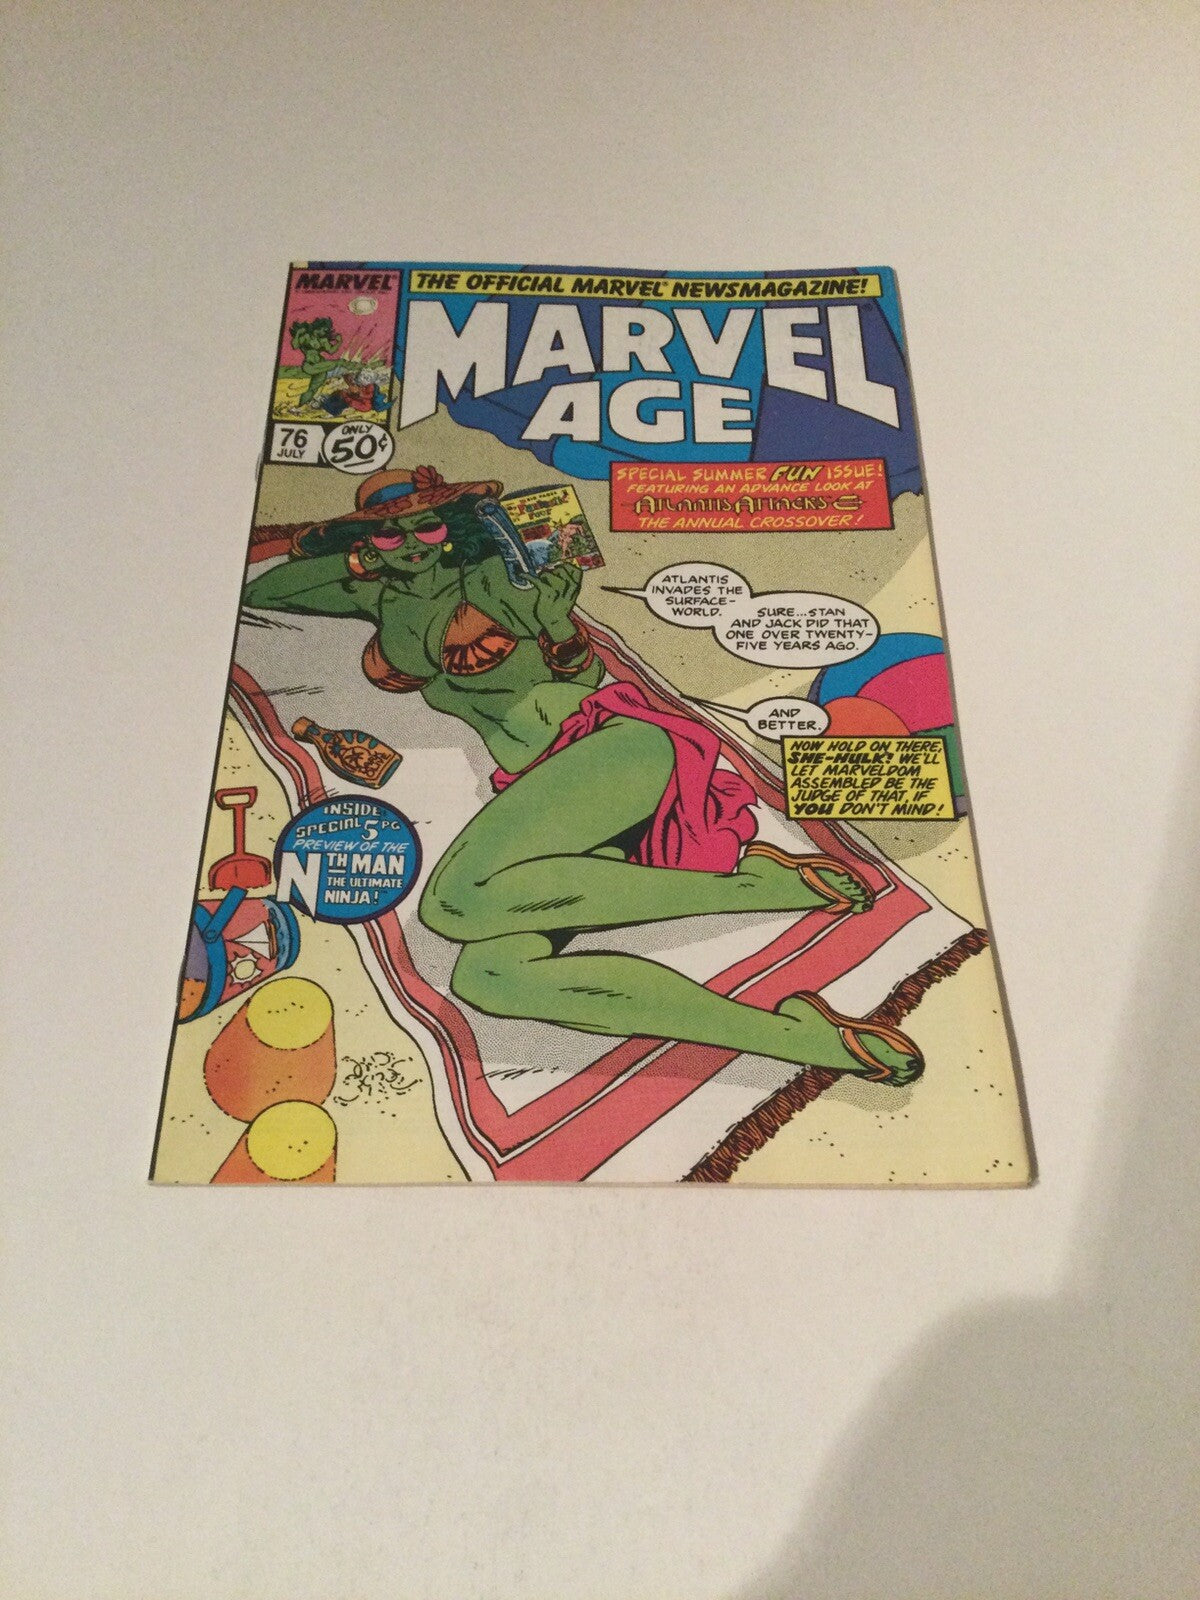 MARVEL®
THE OFFICIAL MARVEL® NEWSMAGAZINE!
MARVEL®
AGE
76
JULY
ONLY
50¢
SPECIAL SUMMER FUN ISSUE!
FEATURING AN ADVANCE LOOK AT
ATLANTIS ATTACKS
THE ANNUAL CROSSOVER!
Fantastic
Four
ATLANTIS
INVADES THE
SURFACE-
WORLD.
SURE...STAN
AND JACK DID THAT
ONE OVER TWENTY-
FIVE YEARS AGO.
AND
BETTER.
NOW HOLD ON THERE,
SHE-HULK! WE'LL
LET MARVELDOM
ASSEMBLED BE THE
JUDGE OF THAT, IF
YOU DON'T MIND!
INSIDE:
SPECIAL 5 PG
PREVIEW OF THE
NTH MAN
THE ULTIMATE
NINJA!